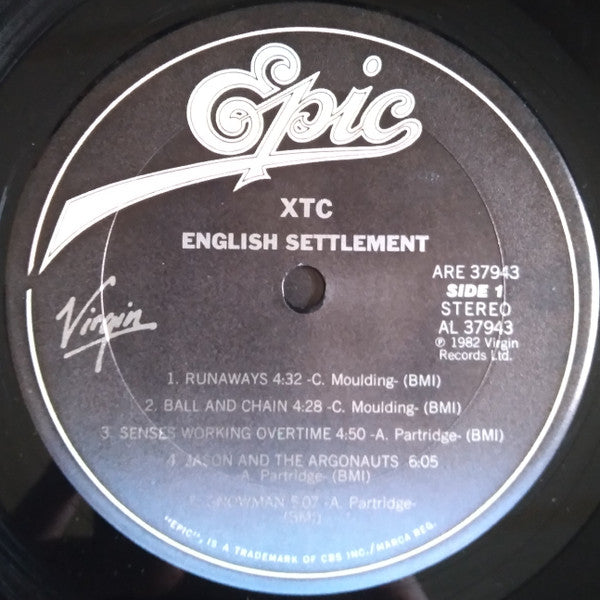 Epic
XTC
ENGLISH SETTLEMENT
ARE 37943
SIDE 1
STEREO
AL 37943
℗ 1982 Virgin
Records Ltd.
Virgin
1. RUNAWAYS 4:32 -C. Moulding- (BMI)
2. BALL AND CHAIN 4:28 -C. Moulding- (BMI)
3. SENSES WORKING OVERTIME 4:50 -A. Partridge- (BMI)
4. JASON AND THE ARGONAUTS 6:05
A. Partridge- (BMI)
5. SNOWMAN 5:07 -A. Partridge-
(BMI)
"EPIC", IS A TRADEMARK OF CBS INC./MARCA REG.